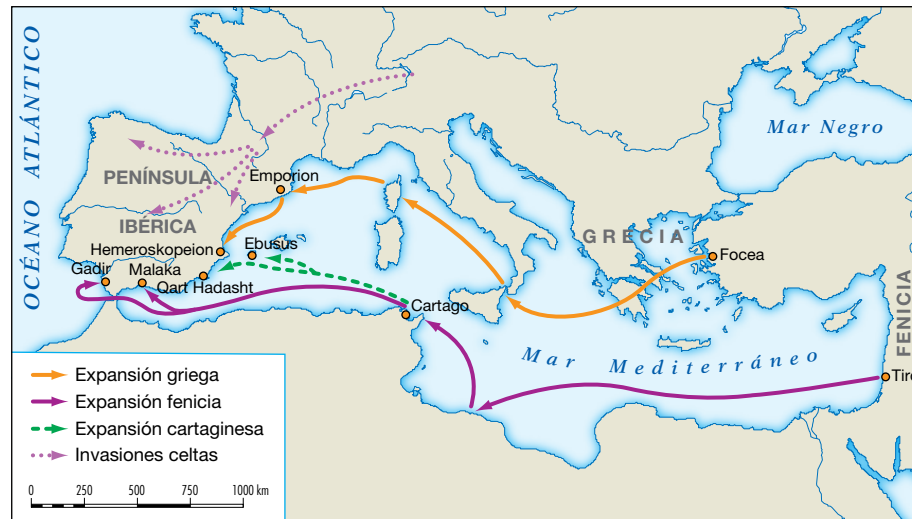 OCÉANO ATLÁNTICO
PENÍNSULA
IBÉRICA
Emporion
Hemeroskopeion
Ebusus
Gadir
Malaka
Qart Hadasht
Cartago
GRECIA
Focea
Mar Negro
FENICIA
Tiro
Mar Mediterráneo
Expansión griega
Expansión fenicia
Expansión cartaginesa
Invasiones celtas
0 250 500 750 1000 km